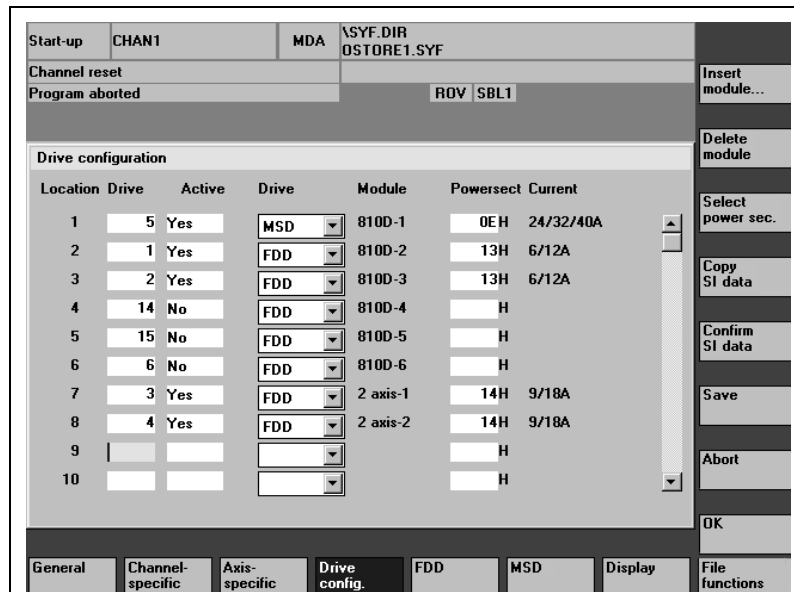 Start-up CHAN1 MDA \SYF.DIR
OSTORE1.SYF
Channel reset
Program aborted ROV SBL1
Insert
module...
Delete
module
Select
power sec.
Copy
SI data
Confirm
SI data
Save
Abort
OK
Drive configuration
Location Drive Active Drive Module Powersect Current
1 5 Yes MSD 810D-1 0E H 24/32/40A
2 1 Yes FDD 810D-2 13H 6/12A
3 2 Yes FDD 810D-3 13H 6/12A
4 14 No FDD 810D-4 H
5 15 No FDD 810D-5 H
6 6 No FDD 810D-6 H
7 3 Yes FDD 2 axis-1 14H 9/18A
8 4 Yes FDD 2 axis-2 14H 9/18A
9 H
10 H
General
Channel-
specific
Axis-
specific
Drive
config.
FDD
MSD
Display
File
functions